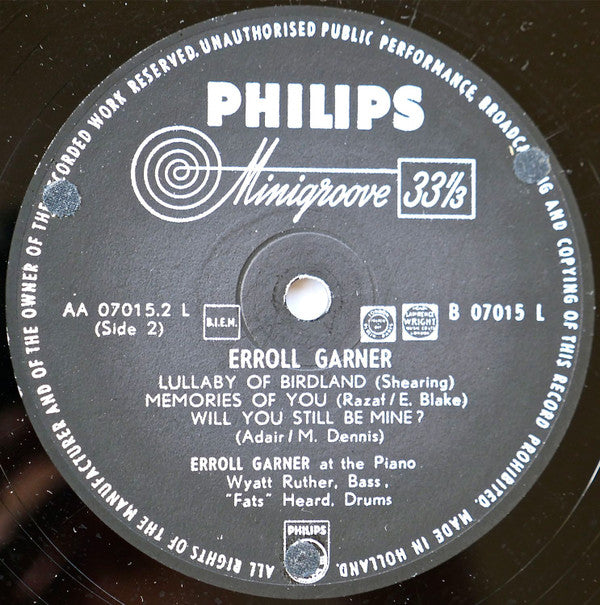 ALL RIGHTS OF THE MANUFACTURER AND OF THE OWNER OF THE RECORDED WORK RESERVED. UNAUTHORISED PUBLIC PERFORMANCE, BROADCASTING AND COPYING OF THIS RECORD PROHIBITED. MADE IN HOLLAND.
PHILIPS
Minigroove 33⅓
AA 07015.2 L
(Side 2)
B.I.E.M.
LAWRENCE
WRIGHT
B 07015 L
ERROLL GARNER
LULLABY OF BIRDLAND (Shearing)
MEMORIES OF YOU (Razaf/E. Blake)
WILL YOU STILL BE MINE?
(Adair/M. Dennis)
ERROLL GARNER at the Piano
Wyatt Ruther, Bass,
"Fats" Heard, Drums
PHILIPS